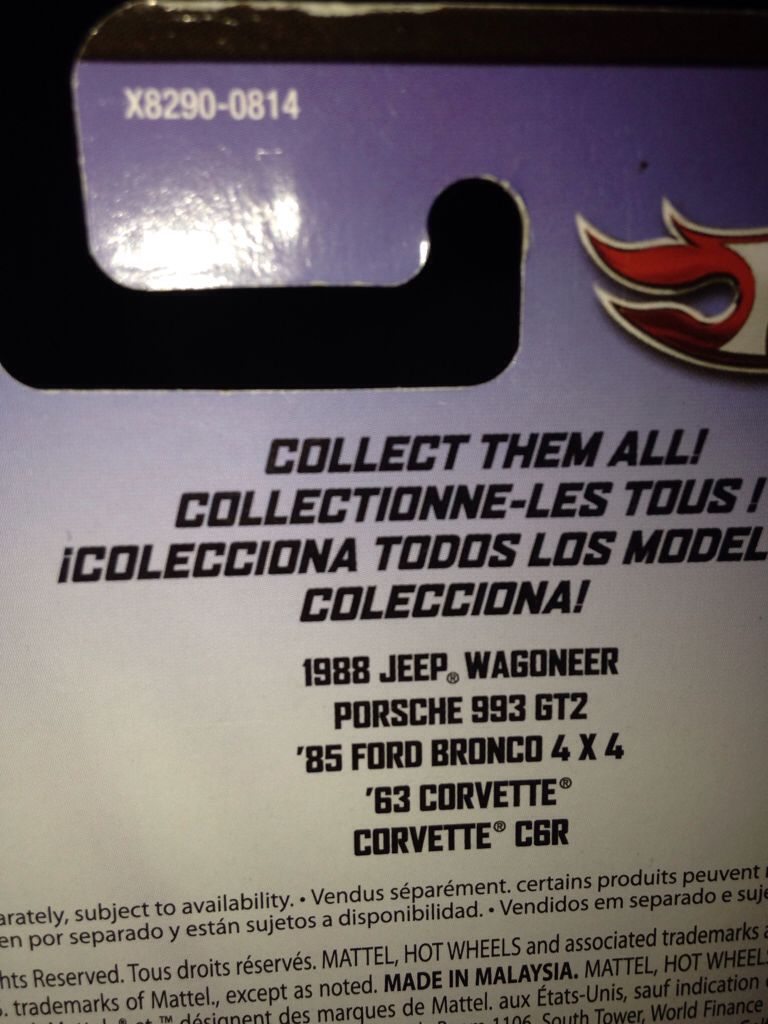 X8290-0814
COLLECT THEM ALL!
COLLECTIONNE-LES TOUS !
¡COLECCIONA TODOS LOS MODEL
COLECCIONA!
1988 JEEP® WAGONEER
PORSCHE 993 GT2
'85 FORD BRONCO 4 X 4
'63 CORVETTE®
CORVETTE® C6R
arately, subject to availability. • Vendus séparément. certains produits peuvent
en por separado y están sujetos a disponibilidad. • Vendidos em separado e suje
hts Reserved. Tous droits réservés. MATTEL, HOT WHEELS and associated trademarks a
. trademarks of Mattel., except as noted. MADE IN MALAYSIA. MATTEL, HOT WHEELS
® et ™ désignent des marques de Mattel. aux États-Unis, sauf indication
1106, South Tower, World Finance